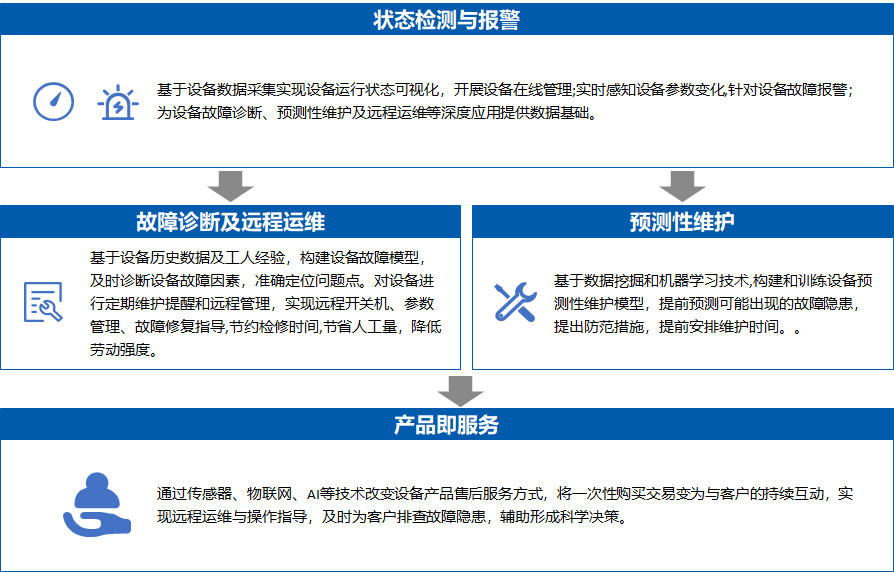 状态检测与报警
基于设备数据采集实现设备运行状态可视化，开展设备在线管理;实时感知设备参数变化,针对设备故障报警；
为设备故障诊断、预测性维护及远程运维等深度应用提供数据基础。
故障诊断及远程运维
基于设备历史数据及工人经验，构建设备故障模型，
及时诊断设备故障因素，准确定位问题点。对设备进
行定期维护提醒和远程管理，实现远程开关机、参数
管理、故障修复指导,节约检修时间,节省人工量，降低
劳动强度。
预测性维护
基于数据挖掘和机器学习技术,构建和训练设备预
测性维护模型，提前预测可能出现的故障隐患，
提出防范措施，提前安排维护时间。。
产品即服务
通过传感器、物联网、AI等技术改变设备产品售后服务方式，将一次性购买交易变为与客户的持续互动，实
现远程运维与操作指导，及时为客户排查故障隐患，辅助形成科学决策。